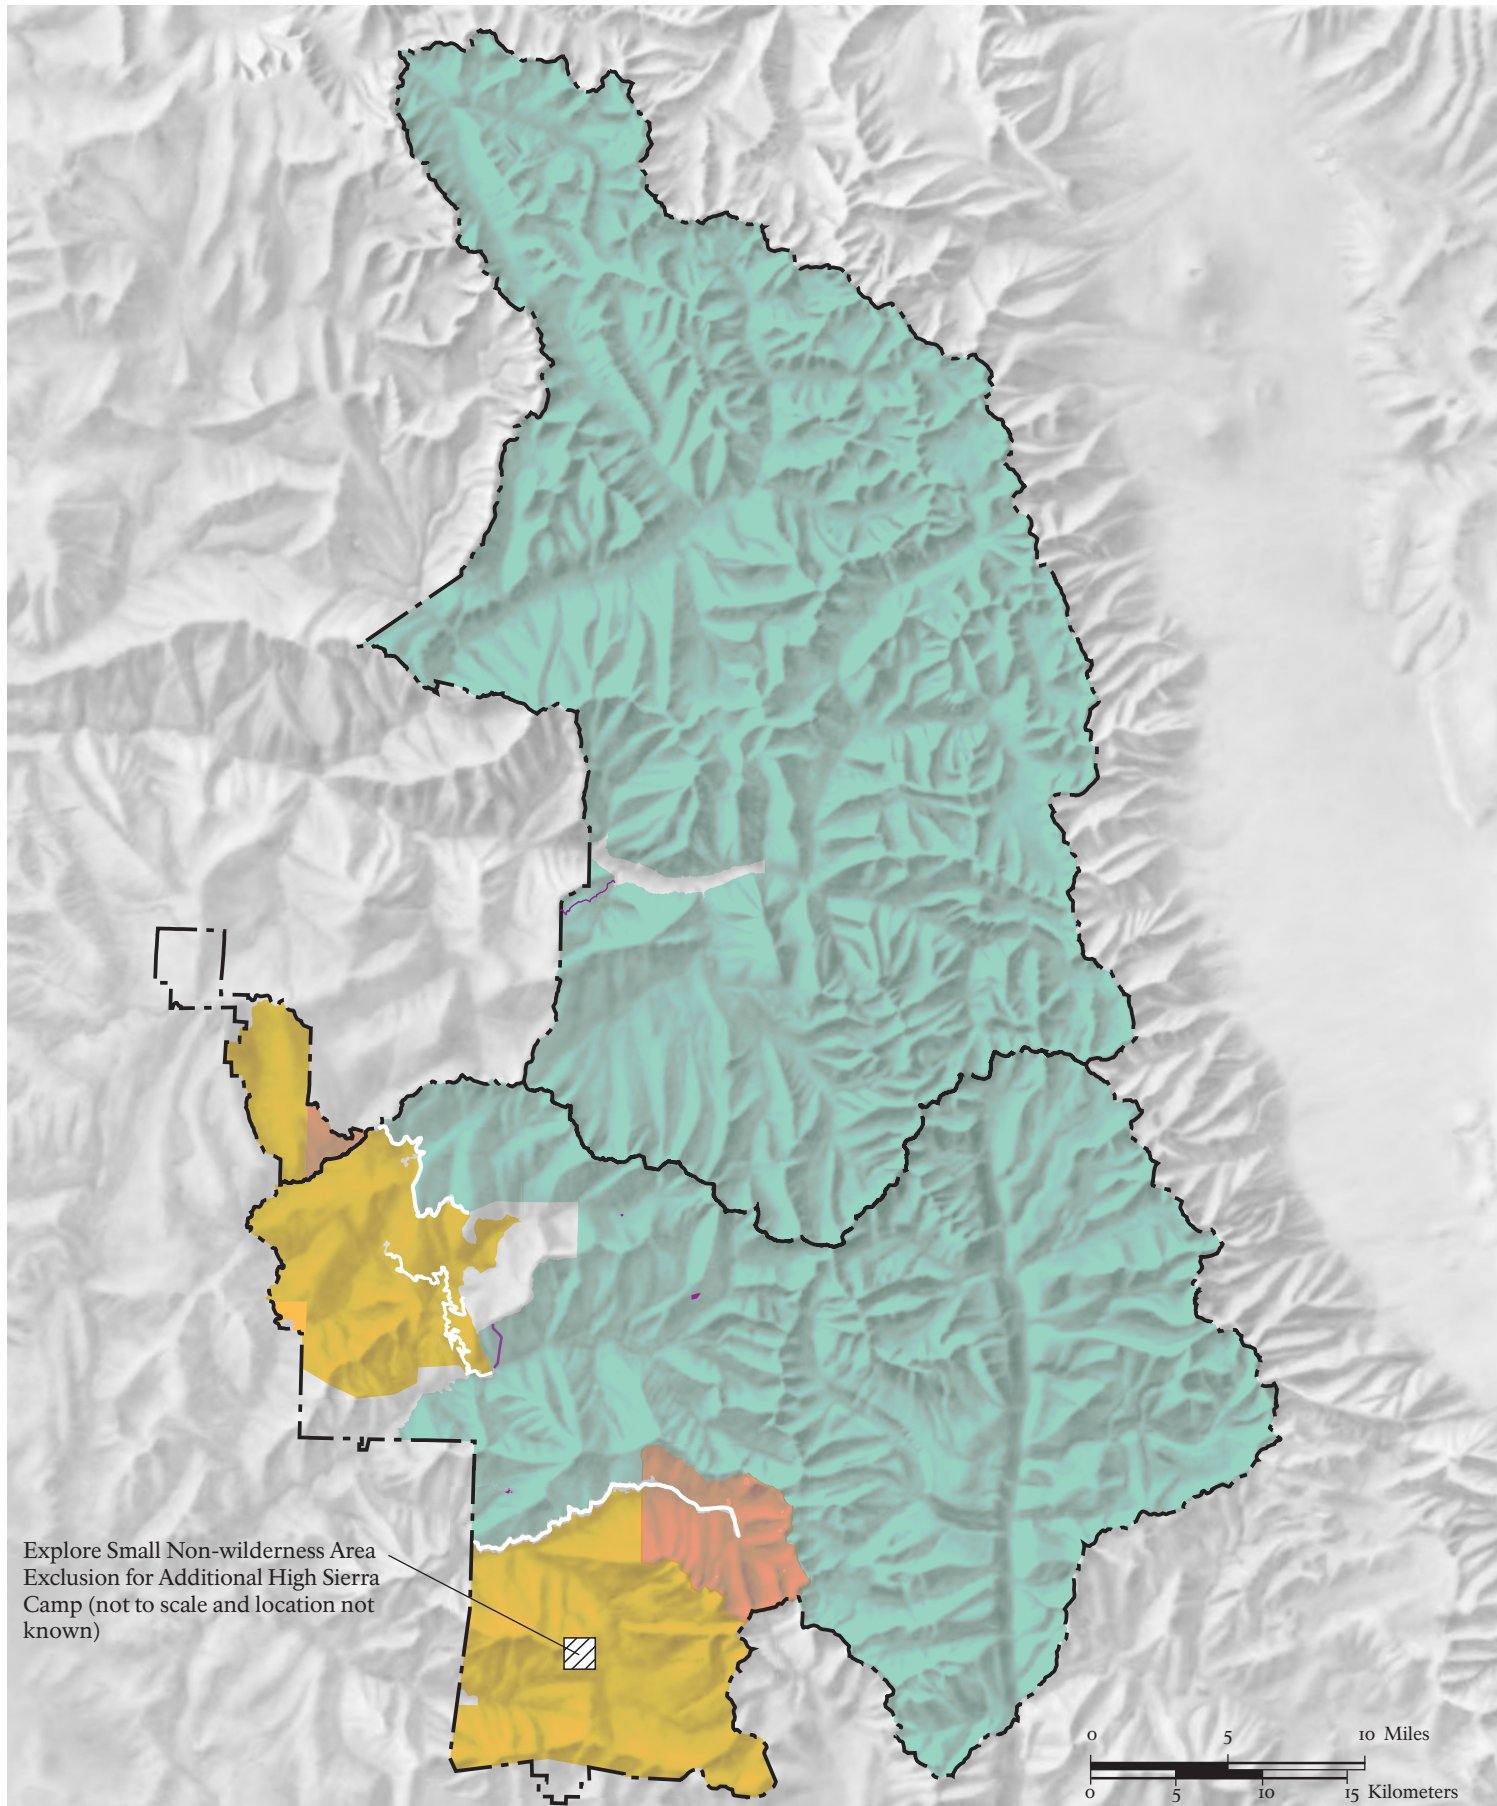 Explore Small Non-wilderness Area
Exclusion for Additional High Sierra
Camp (not to scale and location not
known)
0 5 10 Miles
0 5 10 15 Kilometers